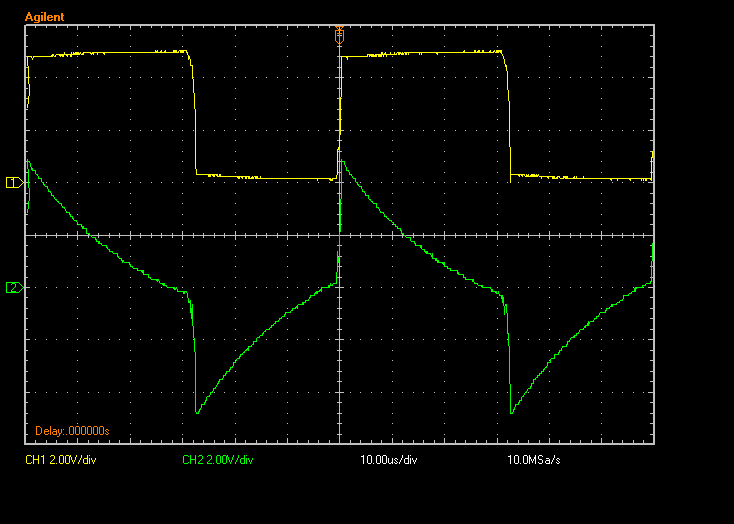 Agilent
T
1
2
Delay:.000000s
CH1 2.00V/div CH2 2.00V/div 10.00us/div 10.0MSa/s